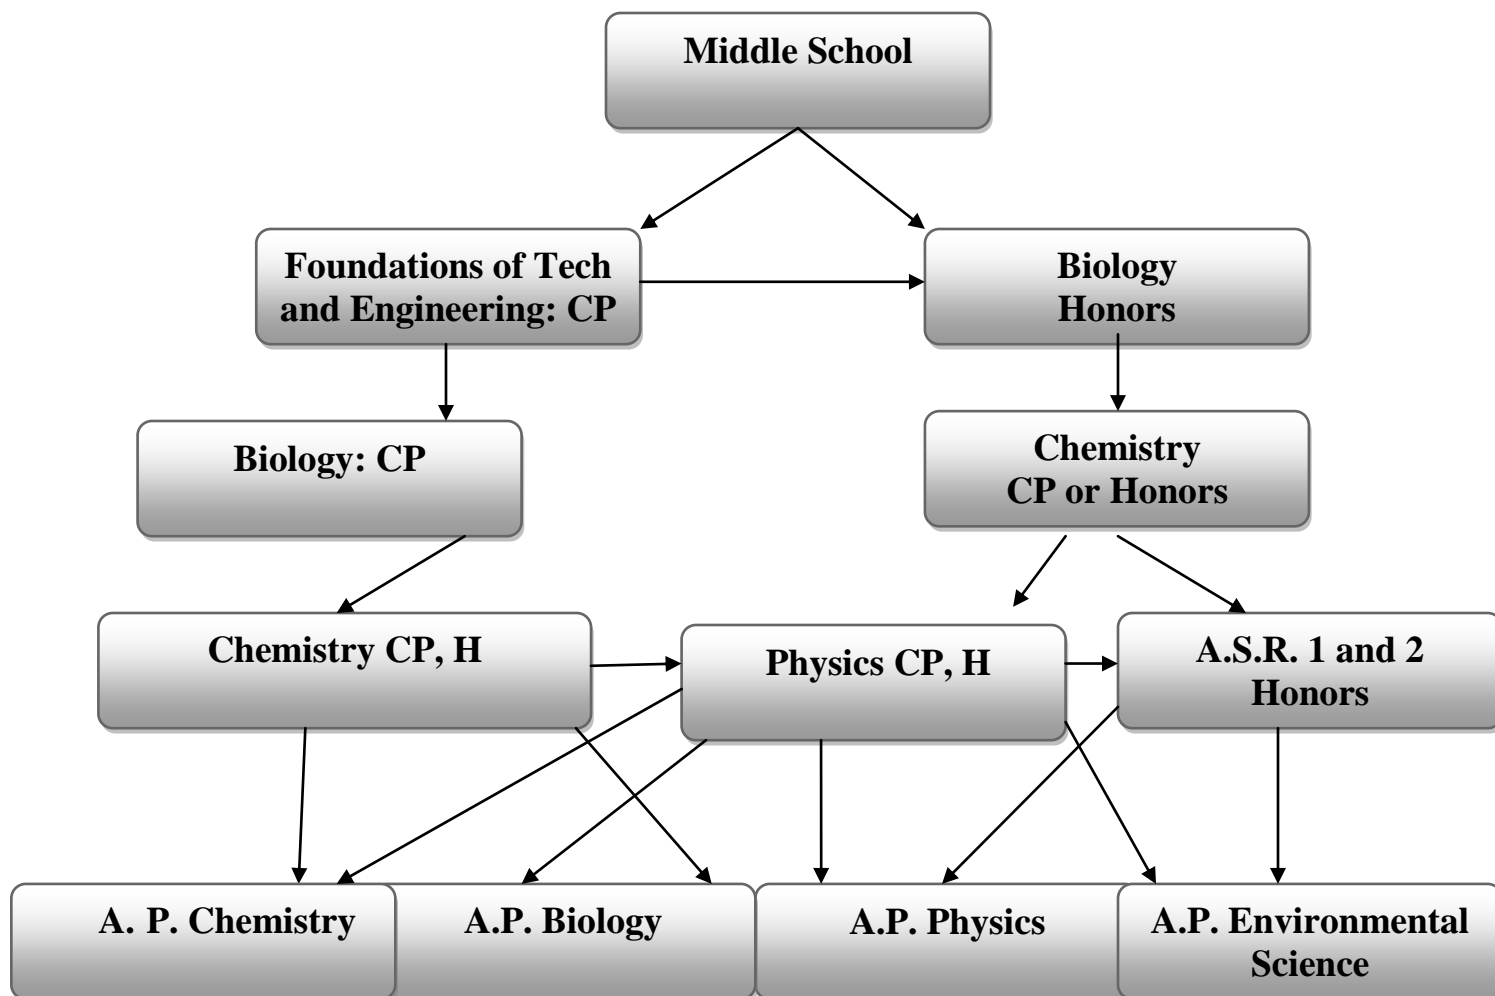 Middle School
Foundations of Tech
and Engineering: CP
Biology
Honors
Biology: CP
Chemistry
CP or Honors
Chemistry CP, H
Physics CP, H
A.S.R. 1 and 2
Honors
A. P. Chemistry
A.P. Biology
A.P. Physics
A.P. Environmental
Science